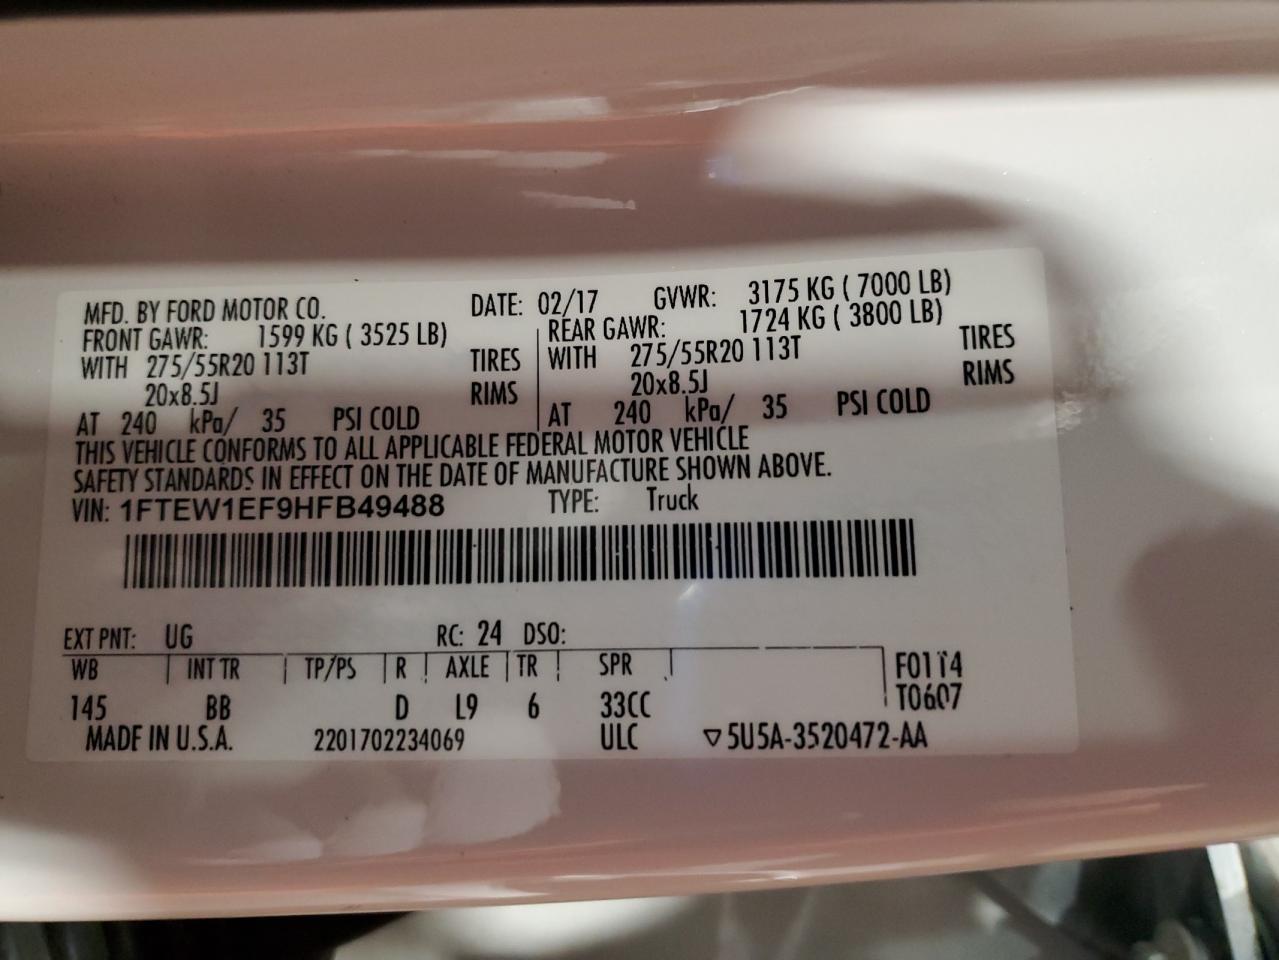 MFD. BY FORD MOTOR CO. DATE: 02/17 GVWR: 3175 KG ( 7000 LB)
FRONT GAWR: 1599 KG ( 3525 LB) REAR GAWR: 1724 KG ( 3800 LB)
WITH 275/55R20 113T TIRES WITH 275/55R20 113T TIRES
20x8.5J RIMS 20x8.5J RIMS
AT 240 kPa/ 35 PSI COLD AT 240 kPa/ 35 PSI COLD
THIS VEHICLE CONFORMS TO ALL APPLICABLE FEDERAL MOTOR VEHICLE
SAFETY STANDARDS IN EFFECT ON THE DATE OF MANUFACTURE SHOWN ABOVE.
VIN: 1FTEW1EF9HFB49488 TYPE: Truck
EXT PNT: UG RC: 24 DSO:
WB INT TR TP/PS R AXLE TR SPR F0114
145 BB D L9 6 33CC T0607
MADE IN U.S.A. 2201702234069 ULC ▽5U5A-3520472-AA